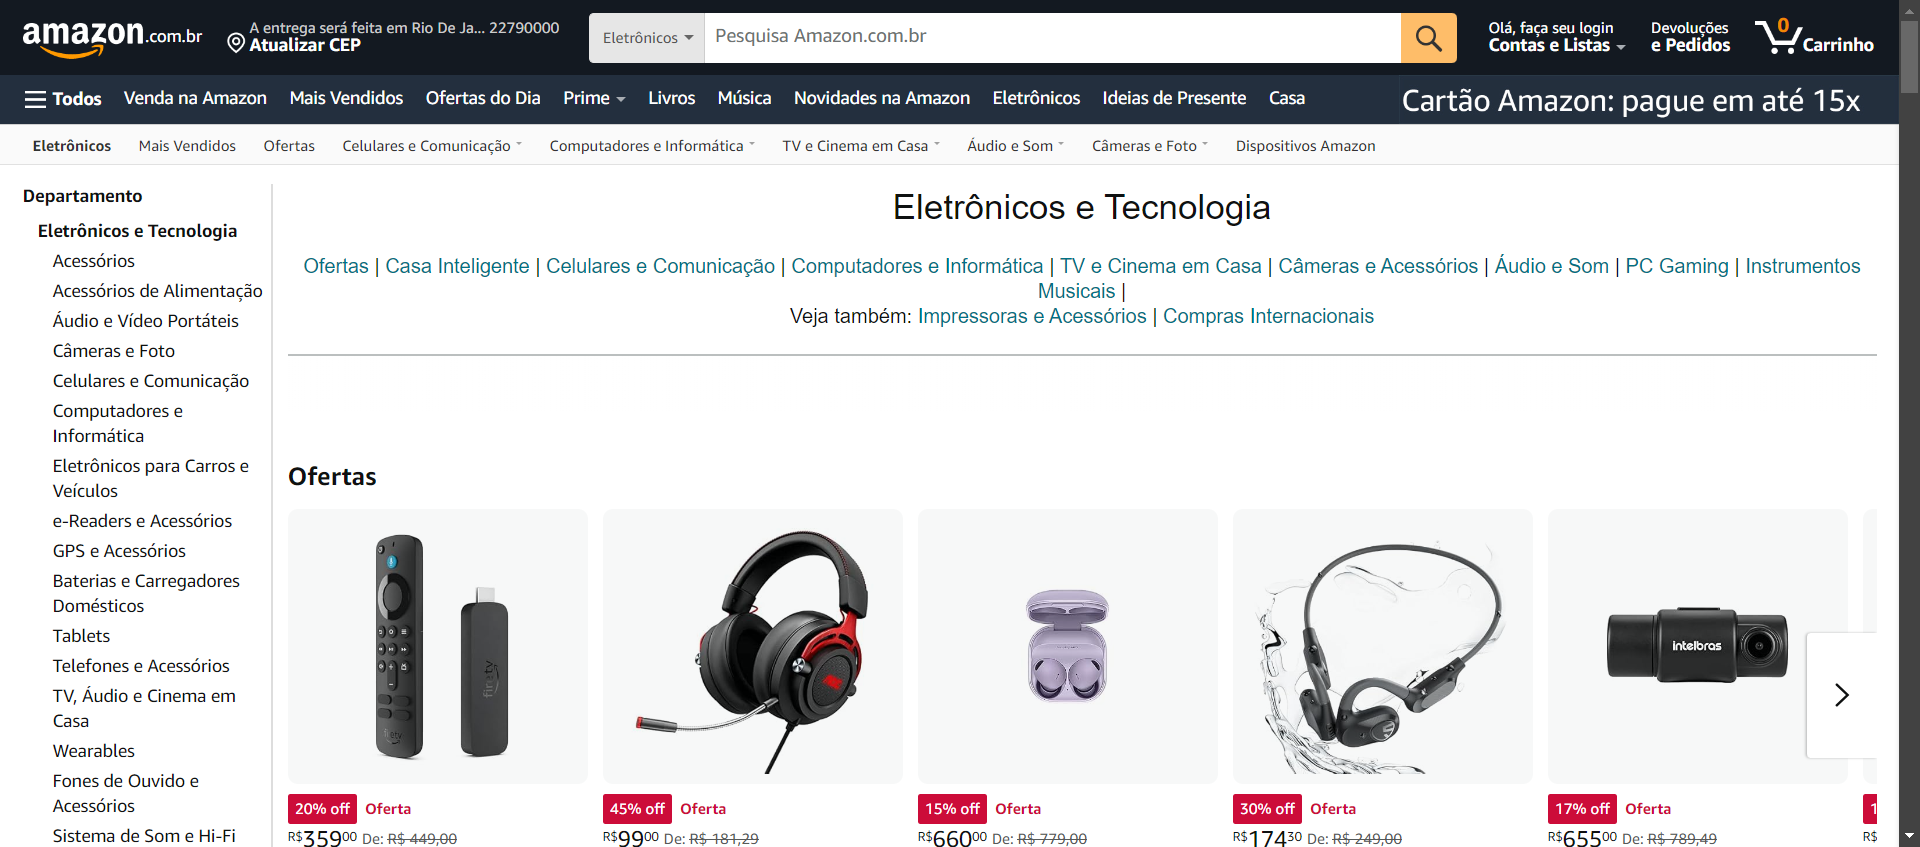 amazon.com.br
A entrega será feita em Rio De Ja... 22790000
Atualizar CEP
Eletrônicos
Pesquisa Amazon.com.br
Olá, faça seu login
Contas e Listas
Devoluções
e Pedidos
0
Carrinho
Todos
Venda na Amazon
Mais Vendidos
Ofertas do Dia
Prime
Livros
Música
Novidades na Amazon
Eletrônicos
Ideias de Presente
Casa
Cartão Amazon: pague em até 15x
Eletrônicos
Mais Vendidos
Ofertas
Celulares e Comunicação
Computadores e Informática
TV e Cinema em Casa
Áudio e Som
Câmeras e Foto
Dispositivos Amazon
Departamento
Eletrônicos e Tecnologia
Acessórios
Acessórios de Alimentação
Áudio e Vídeo Portáteis
Câmeras e Foto
Celulares e Comunicação
Computadores e
Informática
Eletrônicos para Carros e
Veículos
e-Readers e Acessórios
GPS e Acessórios
Baterias e Carregadores
Domésticos
Tablets
Telefones e Acessórios
TV, Áudio e Cinema em
Casa
Wearables
Fones de Ouvido e
Acessórios
Sistema de Som e Hi-Fi
Eletrônicos e Tecnologia
Ofertas | Casa Inteligente | Celulares e Comunicação | Computadores e Informática | TV e Cinema em Casa | Câmeras e Acessórios | Áudio e Som | PC Gaming | Instrumentos
Musicais |
Veja também: Impressoras e Acessórios | Compras Internacionais
Ofertas
fire tv
intelbras
20% off Oferta
R$35900 De: R$ 449,00
45% off Oferta
R$9900 De: R$ 181,29
15% off Oferta
R$66000 De: R$ 779,00
30% off Oferta
R$17430 De: R$ 249,00
17% off Oferta
R$65500 De: R$ 789,49
1
R$